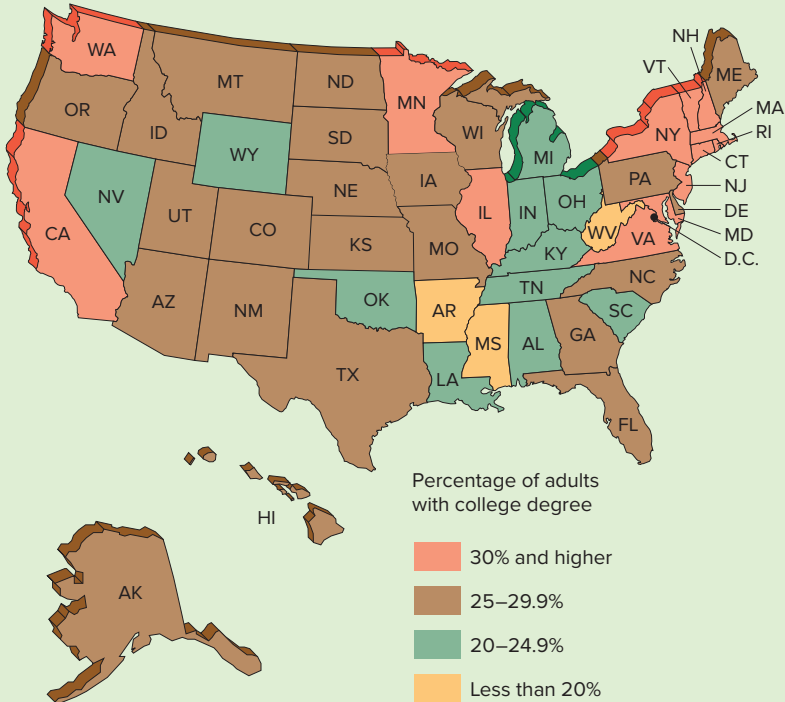 WA
MT
ND
MN
OR
ID
SD
WI
WY
MI
NH
VT
ME
MA
RI
NY
CT
NJ
PA
DE
MD
D.C.
NV
UT
CO
NE
IA
IL
IN
OH
WV
VA
CA
KS
MO
KY
AZ
NM
OK
AR
TN
NC
SC
TX
LA
MS
AL
GA
FL
HI
AK
Percentage of adults
with college degree
30% and higher
25–29.9%
20–24.9%
Less than 20%